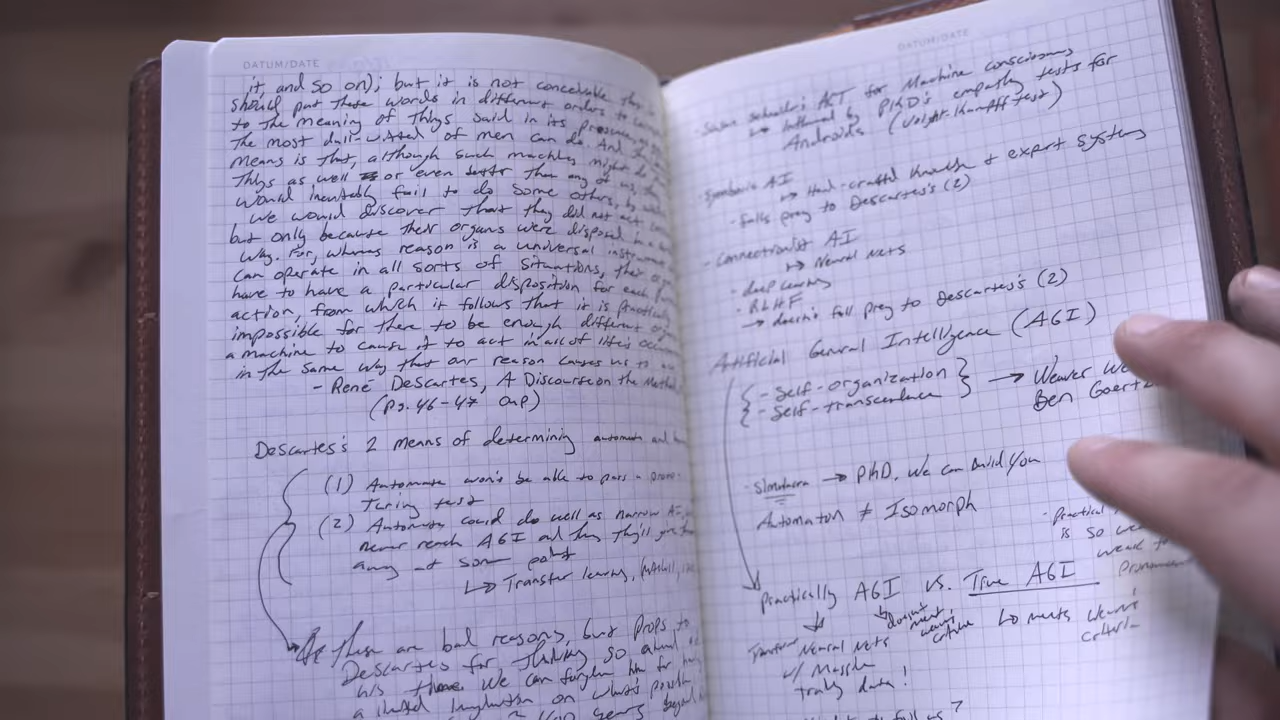 DATUM/DATE
it, and so on); but it is not conceivable
should put these words in different orders to
to the meaning of things said in its presence,
the most dull-witted of men can do. And the
means is that, although such machines might do
things as well or even better than any of us, they
would inevitably fail to do some others, by
we would discover that they did not act
but only because their organs were disposed in a
way. For, whereas reason is a universal
can operate in all sorts of situations, their
have to have a particular disposition for each
action, from which it follows that it is practically
impossible for there to be enough different
a machine to cause it to act in all of life's
in the same way that our reason causes us to
- René Descartes, A Discourse on the Method,
(pg. 46-47 OUP)
Descartes's 2 means of determining automata and
(1) Automata won't be able to pass a
Turing test
(2) Automata could do well as narrow AI,
never reach AGI and thus they'll give
away at some point
↳ Transfer learning,
These are bad reasons, but props to
Descartes for thinking so
his time. We can forgive him for
a limited imagination on what's possible
400 years beyond
DATUM/DATE
- Susan Schneider's ACT for Machine consciousness
↳ Influenced by PKD's empathy tests for
Androids (Voight-Kampff test)
- Symbolic AI
↳ Hand-crafted knowledge + expert systems
- falls prey to Descartes's (2)
- Connectionist AI
↳ Neural nets
- deep learning
- RLHF
→ doesn't fall prey to Descartes's (2)
Artificial General Intelligence (AGI)
{ - Self-organization }
{ - Self-transcendence } → Weaver
Ben
- Simulacra → PKD, We Can Build You
Automaton ≠ Isomorph
- Practical
is so
weak
Practically AGI vs. True AGI
doesn't meet
criteria
↳ meets
criteria
Neural Nets
w/ Massive
data!
us?